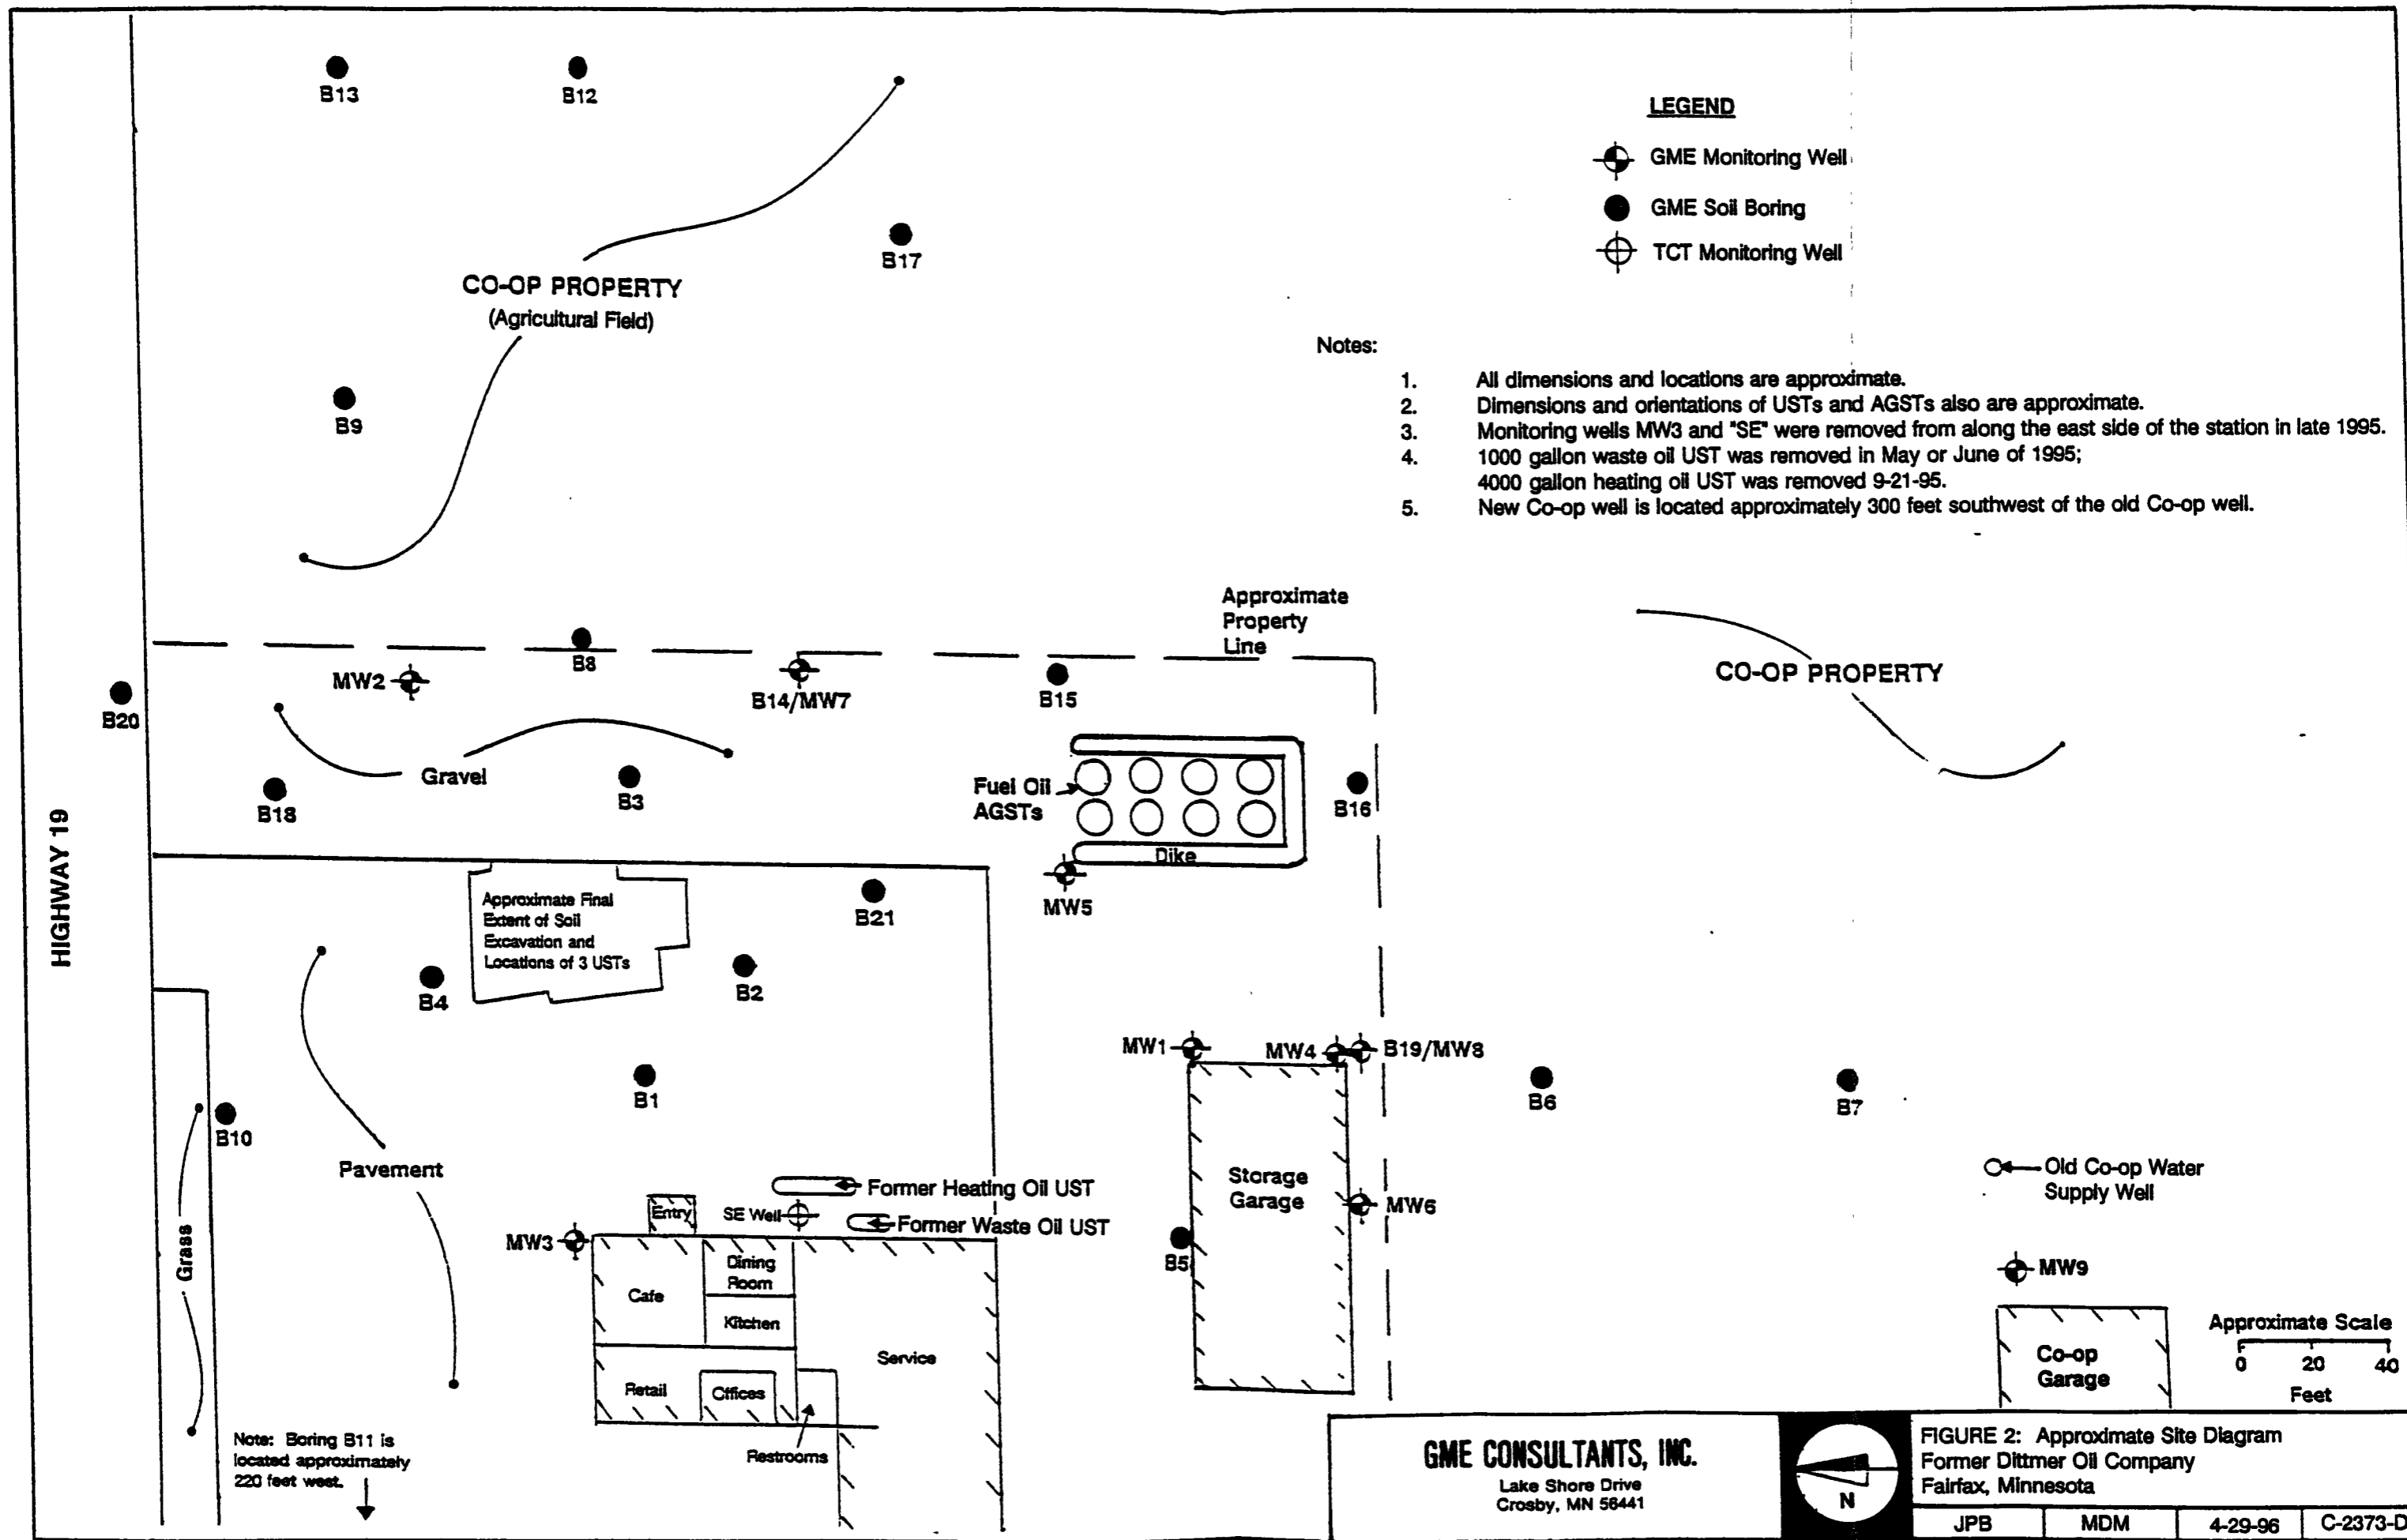 B13
B12
B17
CO-OP PROPERTY
(Agricultural Field)
B9
LEGEND
GME Monitoring Well
GME Soil Boring
TCT Monitoring Well
Notes:
1. All dimensions and locations are approximate.
2. Dimensions and orientations of USTs and AGSTs also are approximate.
3. Monitoring wells MW3 and "SE" were removed from along the east side of the station in late 1995.
4. 1000 gallon waste oil UST was removed in May or June of 1995;
4000 gallon heating oil UST was removed 9-21-95.
5. New Co-op well is located approximately 300 feet southwest of the old Co-op well.
Approximate
Property
Line
B8
MW2
B14/MW7
B15
B20
CO-OP PROPERTY
Gravel
B18
B3
Fuel Oil
AGSTs
B16
Dike
MW5
HIGHWAY 19
Approximate Final
Extent of Soil
Excavation and
Locations of 3 USTs
B21
B4
B2
MW1
MW4
B19/MW8
B1
B6
B7
B10
Pavement
Grass
Former Heating Oil UST
Entry
SE Well
Former Waste Oil UST
MW3
Storage
Garage
MW6
B5
Old Co-op Water
Supply Well
MW9
Cafe
Dining
Room
Kitchen
Service
Retail
Offices
Restrooms
Co-op
Garage
Approximate Scale
0 20 40
Feet
Note: Boring B11 is
located approximately
220 feet west.
GME CONSULTANTS, INC.
Lake Shore Drive
Crosby, MN 56441
N
FIGURE 2: Approximate Site Diagram
Former Dittmer Oil Company
Fairfax, Minnesota
JPB MDM 4-29-96 C-2373-D